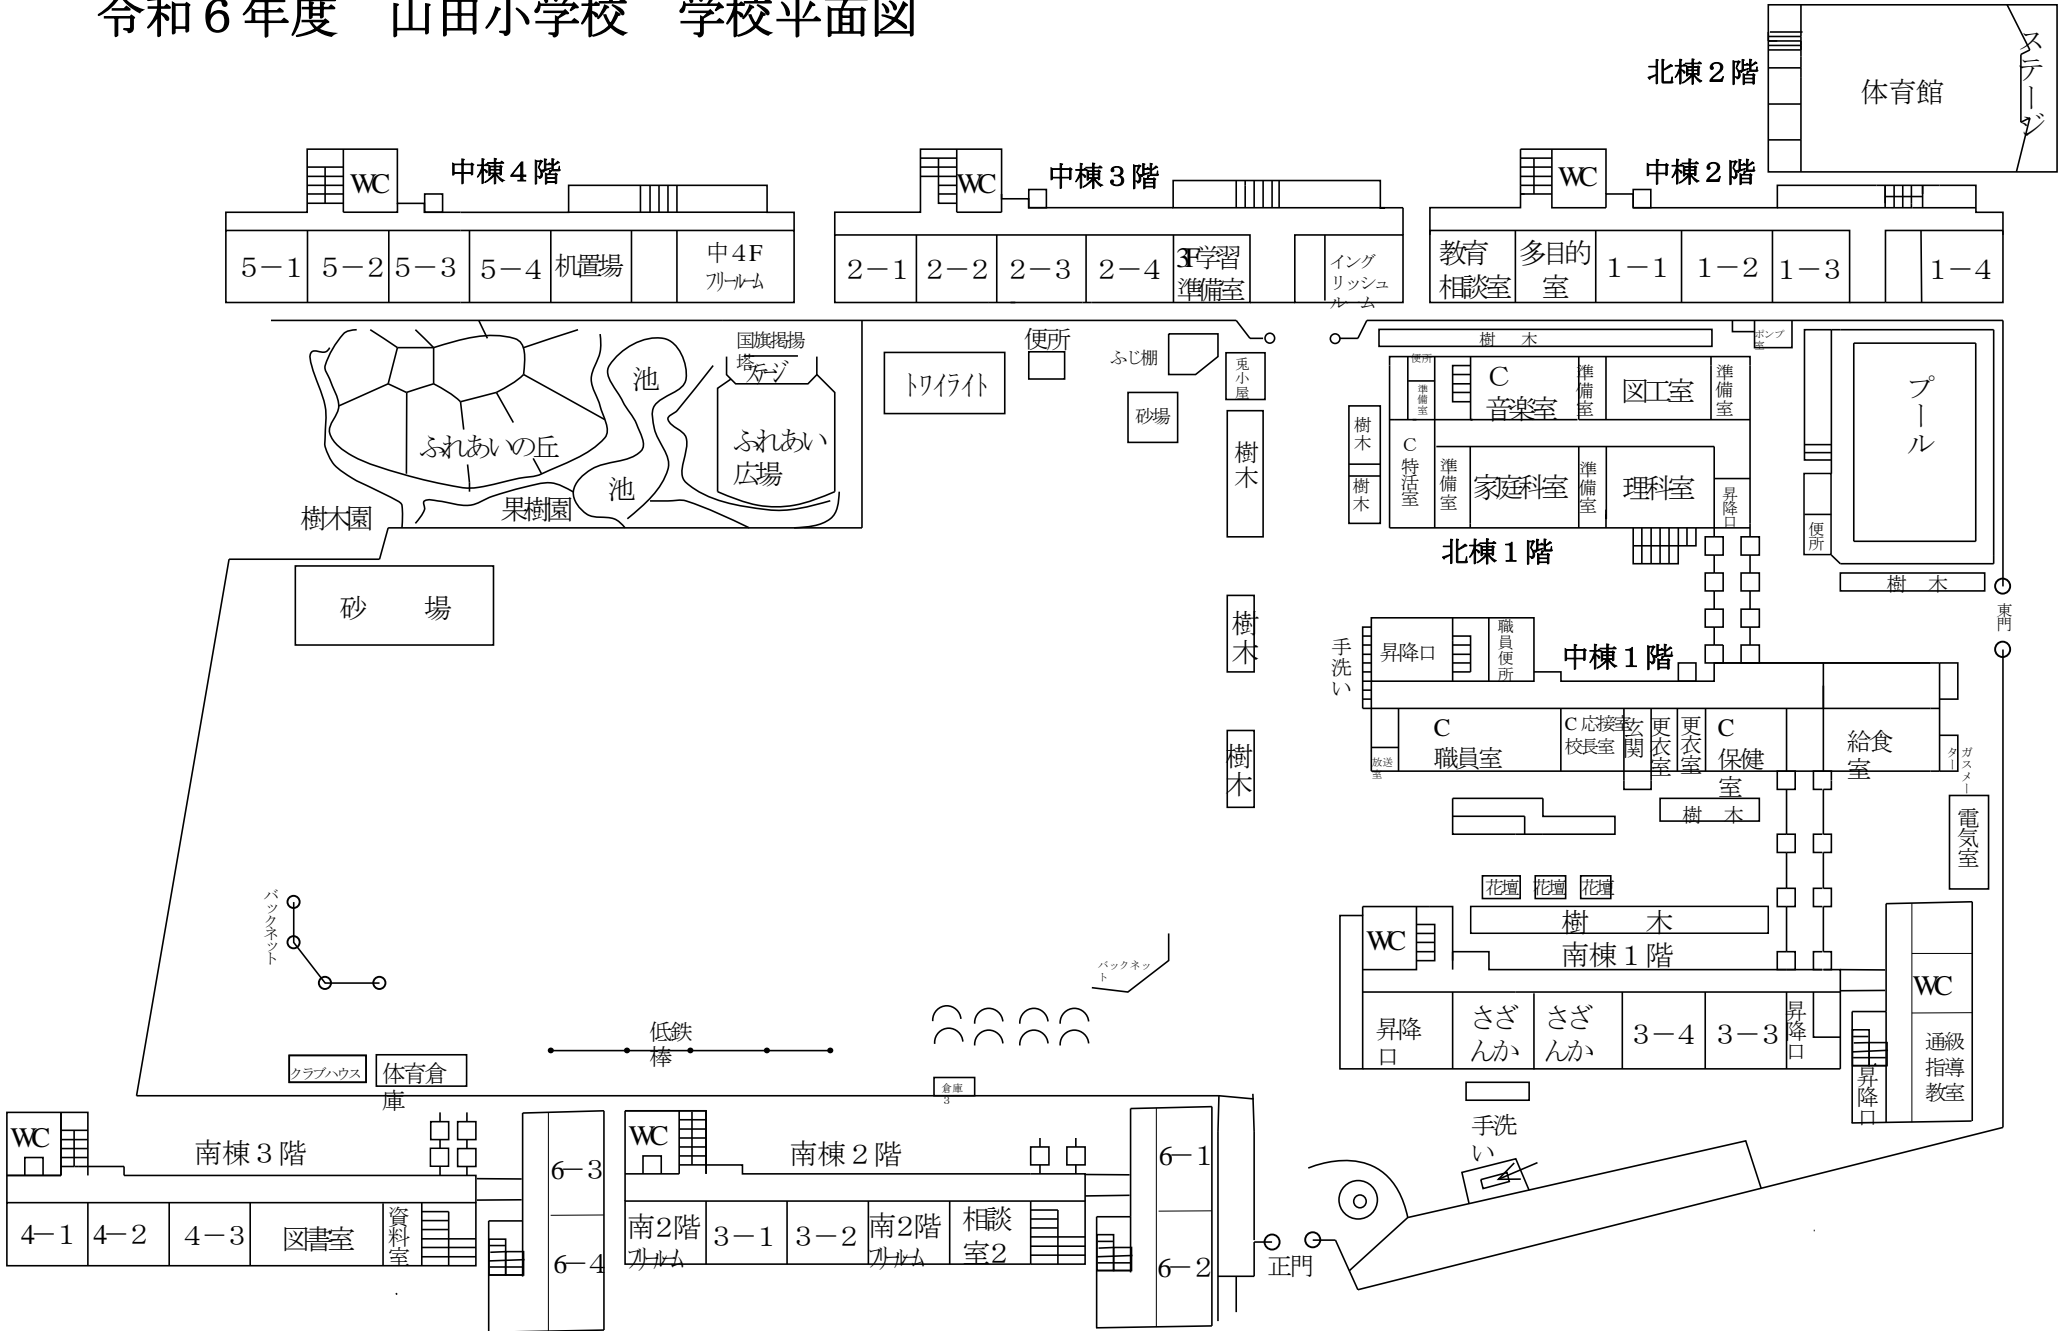 令和６年度　山田小学校　学校平面図
北棟２階
体育館
ステージ
中棟４階
WC
5－1
5－2
5－3
5－4
机置場
中４F
フリールーム
中棟３階
WC
2－1
2－2
2－3
2－4
3F学習
準備室
イング
リッシュ
ルーム
中棟２階
WC
教育
相談室
多目的
室
1－1
1－2
1－3
1－4
ふれあいの丘
樹木園
果樹園
池
池
国旗掲揚
塔
ステージ
ふれあい
広場
トワイライト
便所
ふじ棚
砂場
兎小屋
樹木
樹木
樹木
砂　　場
樹　木
ポンプ
室
便所
準備室
C
音楽室
準備室
図工室
準備室
樹木
樹木
C
特活室
準備室
家庭科室
準備室
理科室
昇降口
北棟１階
プール
便所
樹　木
東門
手洗い
昇降口
職員便所
中棟１階
放送
室
C
職員室
C 応接室
校長室
玄関
更衣室
更衣室
C
保健
室
給食
室
ガスメーター
樹　木
電気室
花壇
花壇
花壇
樹　　木
WC
南棟１階
昇降
口
さざ
んか
さざ
んか
3－4
3－3
昇降口
昇降口
WC
通級
指導
教室
手洗
い
バックネット
バックネッ
ト
低鉄
棒
クラブハウス
体育倉
庫
倉庫
3
WC
南棟３階
4－1
4－2
4－3
図書室
資料室
6－3
6－4
WC
南棟２階
南2階
フリールーム
3－1
3－2
南2階
フリールーム
相談
室2
6－1
6－2
正門